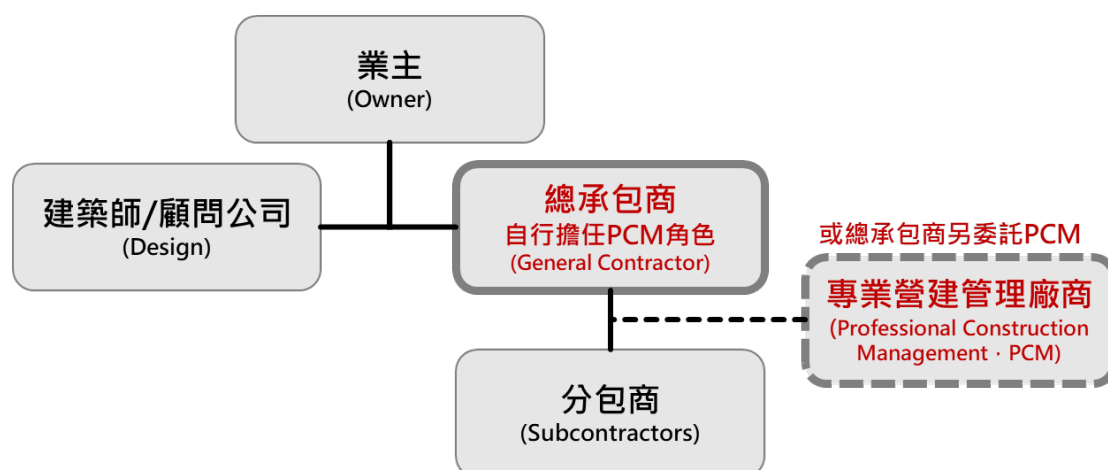 業主
(Owner)
建築師/顧問公司
(Design)
總承包商
自行擔任PCM角色
(General Contractor)
或總承包商另委託PCM
專業營建管理廠商
(Professional Construction
Management‧PCM)
分包商
(Subcontractors)